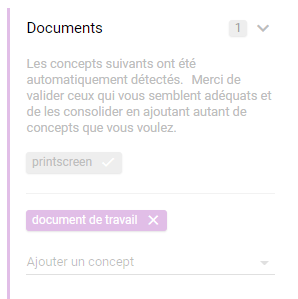 Documents 1
Les concepts suivants ont été
automatiquement détectés. Merci de
valider ceux qui vous semblent adéquats et
de les consolider en ajoutant autant de
concepts que vous voulez.
printscreen
document de travail
Ajouter un concept